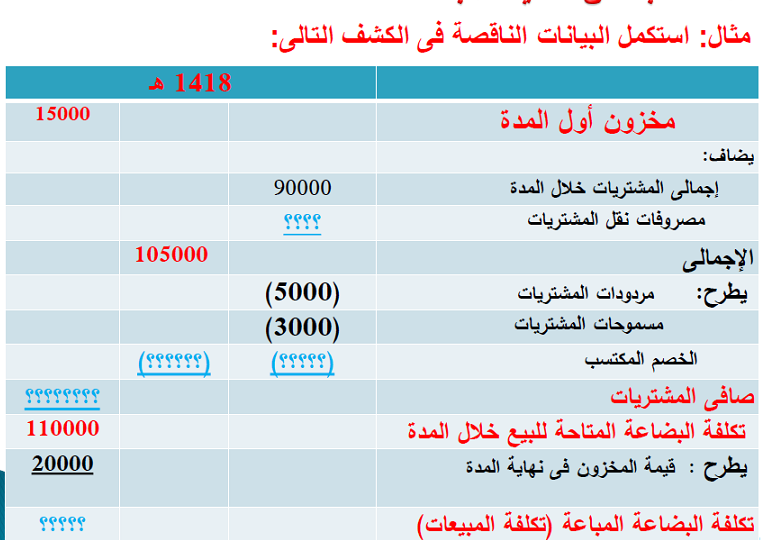 مثال: استكمل البيانات الناقصة فى الكشف التالى:
1418 هـ
مخزون أول المدة 15000
يضاف:
إجمالى المشتريات خلال المدة 90000
مصروفات نقل المشتريات ؟؟؟؟
الإجمالى 105000
يطرح: مردودات المشتريات (5000)
مسموحات المشتريات (3000)
الخصم المكتسب (؟؟؟؟؟) (؟؟؟؟؟؟)
صافى المشتريات ؟؟؟؟؟؟؟؟
تكلفة البضاعة المتاحة للبيع خلال المدة 110000
يطرح : قيمة المخزون فى نهاية المدة 20000
تكلفة البضاعة المباعة (تكلفة المبيعات) ؟؟؟؟؟